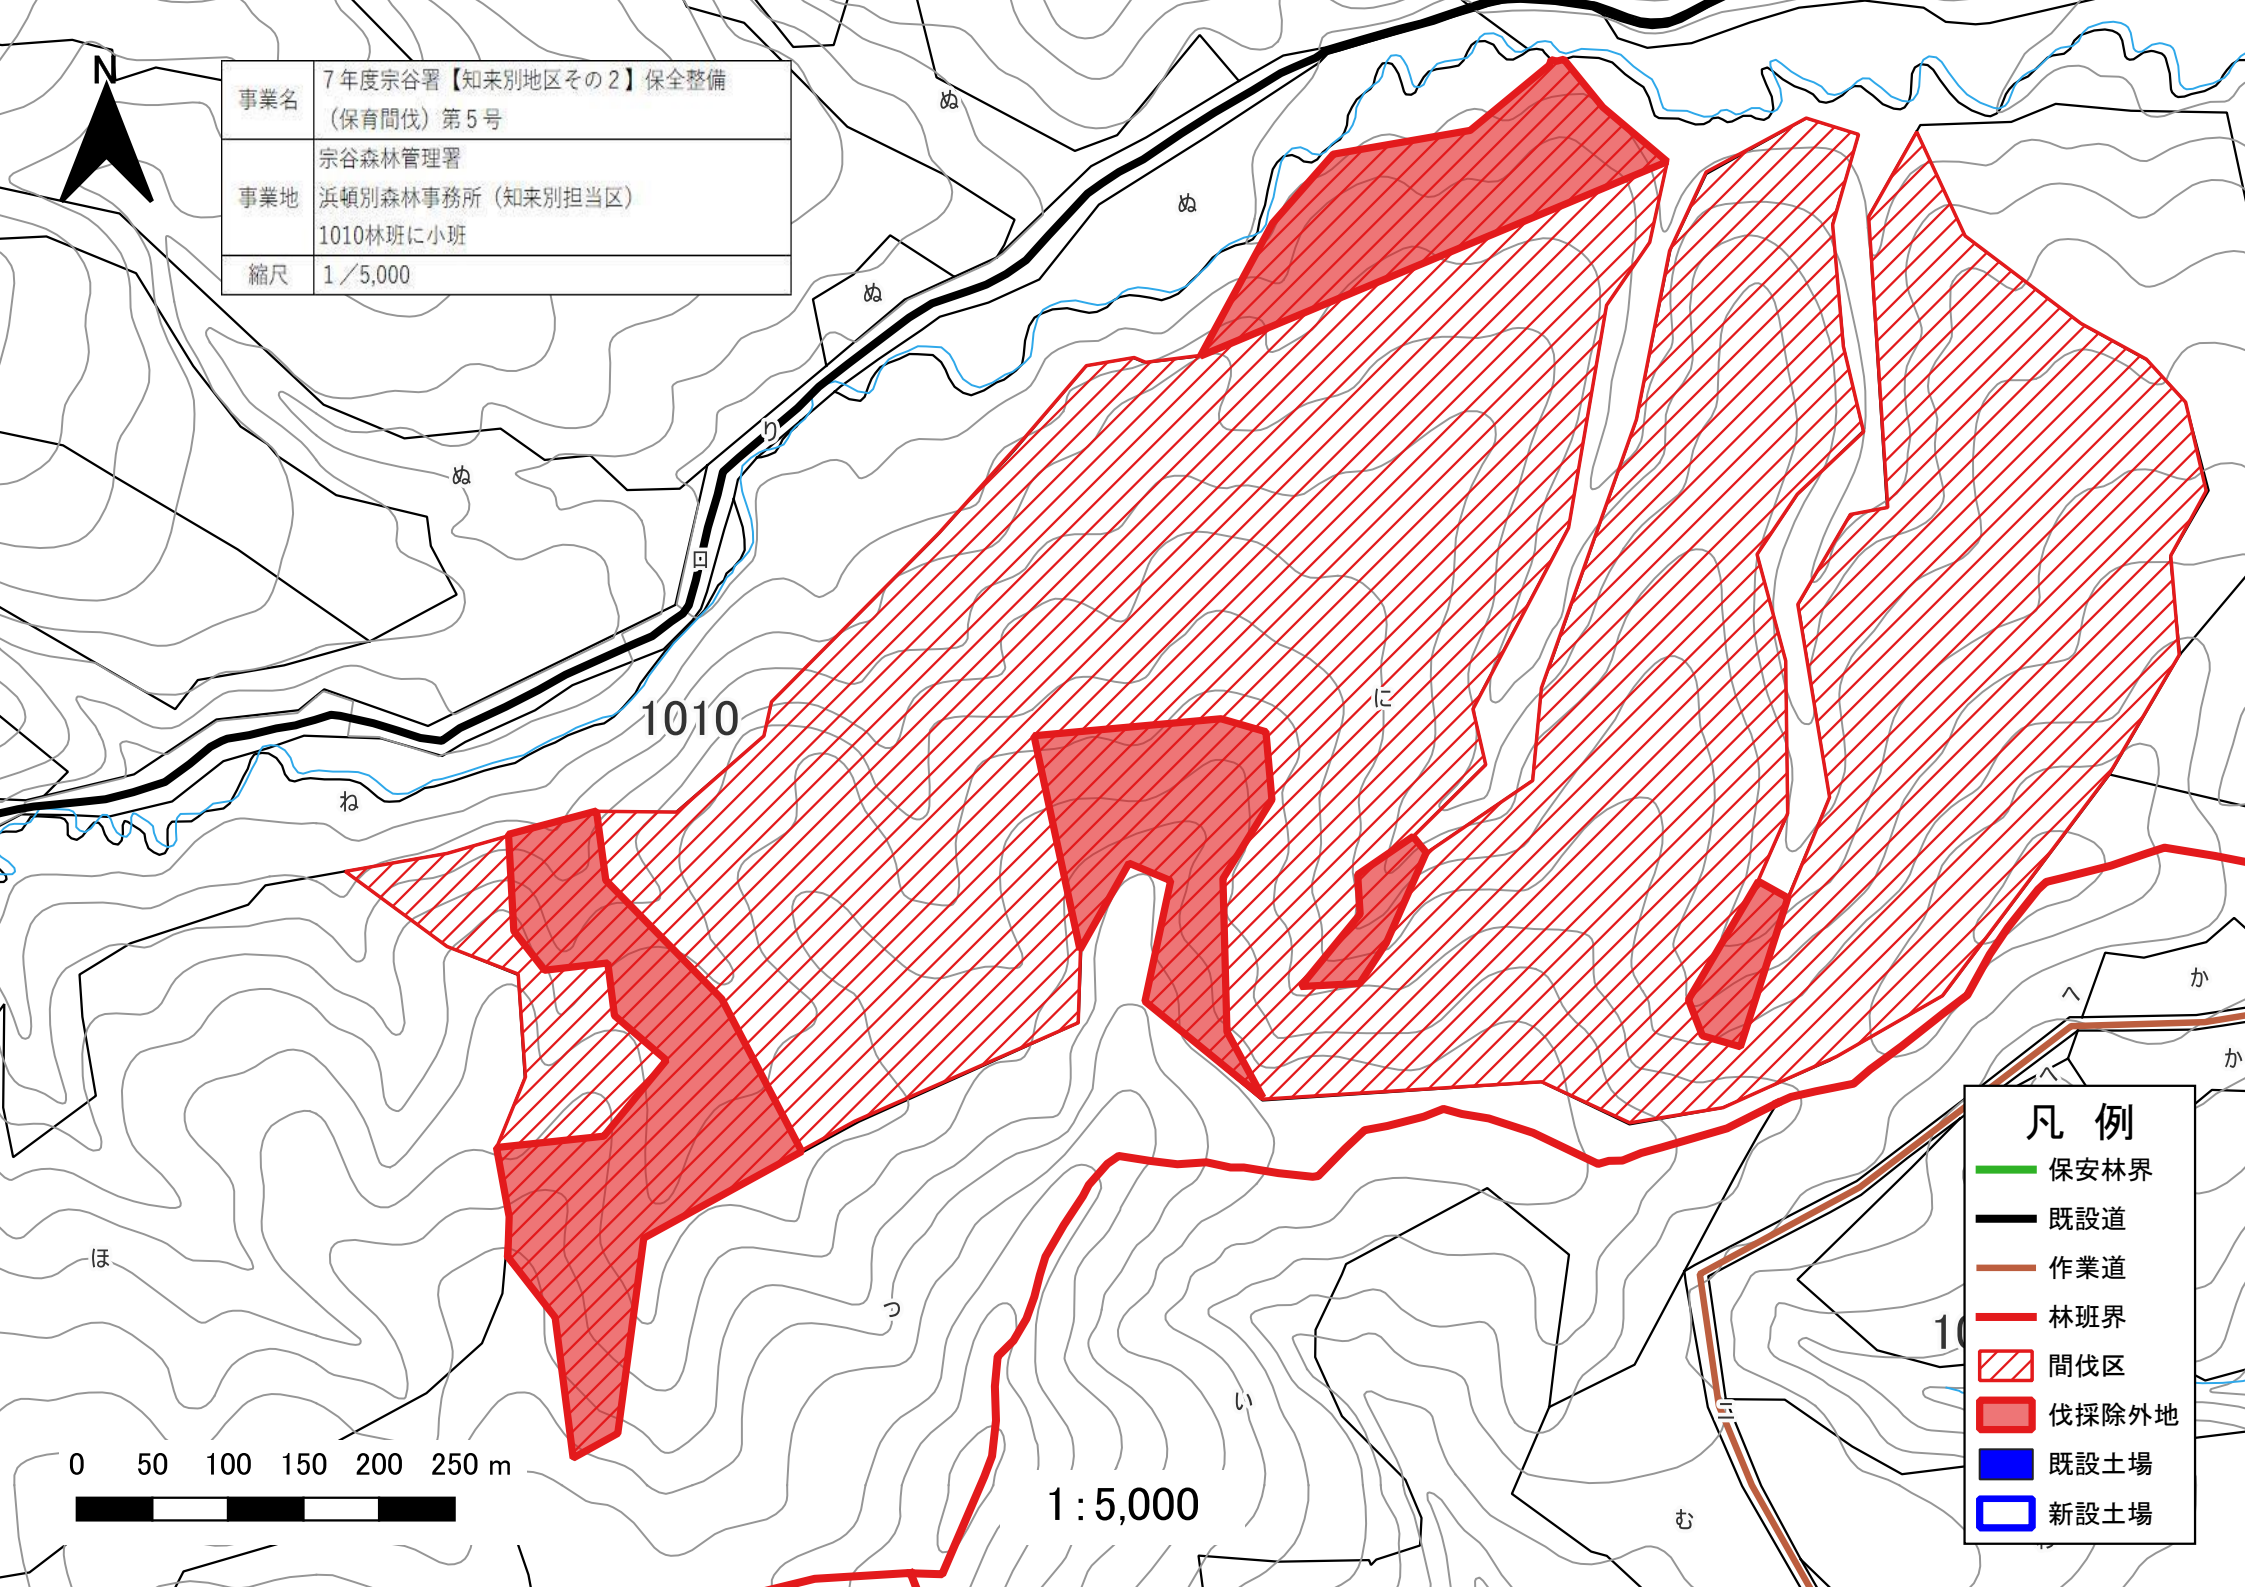 N
事業名
７年度宗谷署【知来別地区その２】保全整備
（保育間伐）第５号
事業地
宗谷森林管理署
浜頓別森林事務所（知来別担当区）
1010林班に小班
縮尺
１／5,000
ぬ
ぬ
ぬ
ぬ
り
ロ
1010
に
ね
か
へ
か
へ
ほ
つ
い
む
ニ
10
凡 例
保安林界
既設道
作業道
林班界
間伐区
伐採除外地
既設土場
新設土場
0 50 100 150 200 250 m
1:5,000